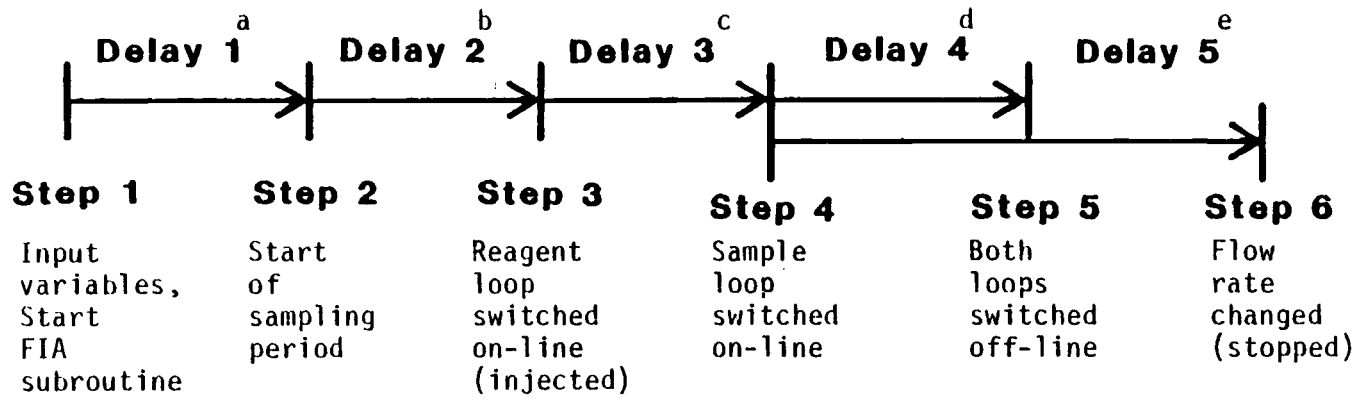 Delay 1 a
Delay 2 b
Delay 3 c
Delay 4 d
Delay 5 e
Step 1
Input
variables,
Start
FIA
subroutine
Step 2
Start
of
sampling
period
Step 3
Reagent
loop
switched
on-line
(injected)
Step 4
Sample
loop
switched
on-line
Step 5
Both
loops
switched
off-line
Step 6
Flow
rate
changed
(stopped)